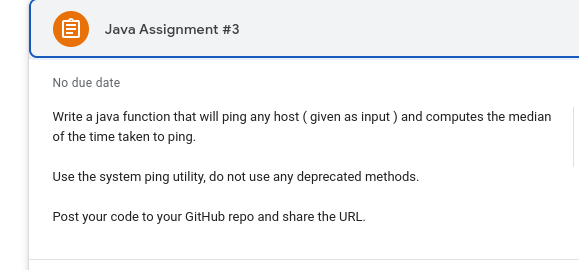 Java Assignment #3
No due date
Write a java function that will ping any host ( given as input ) and computes the median
of the time taken to ping.
Use the system ping utility, do not use any deprecated methods.
Post your code to your GitHub repo and share the URL.